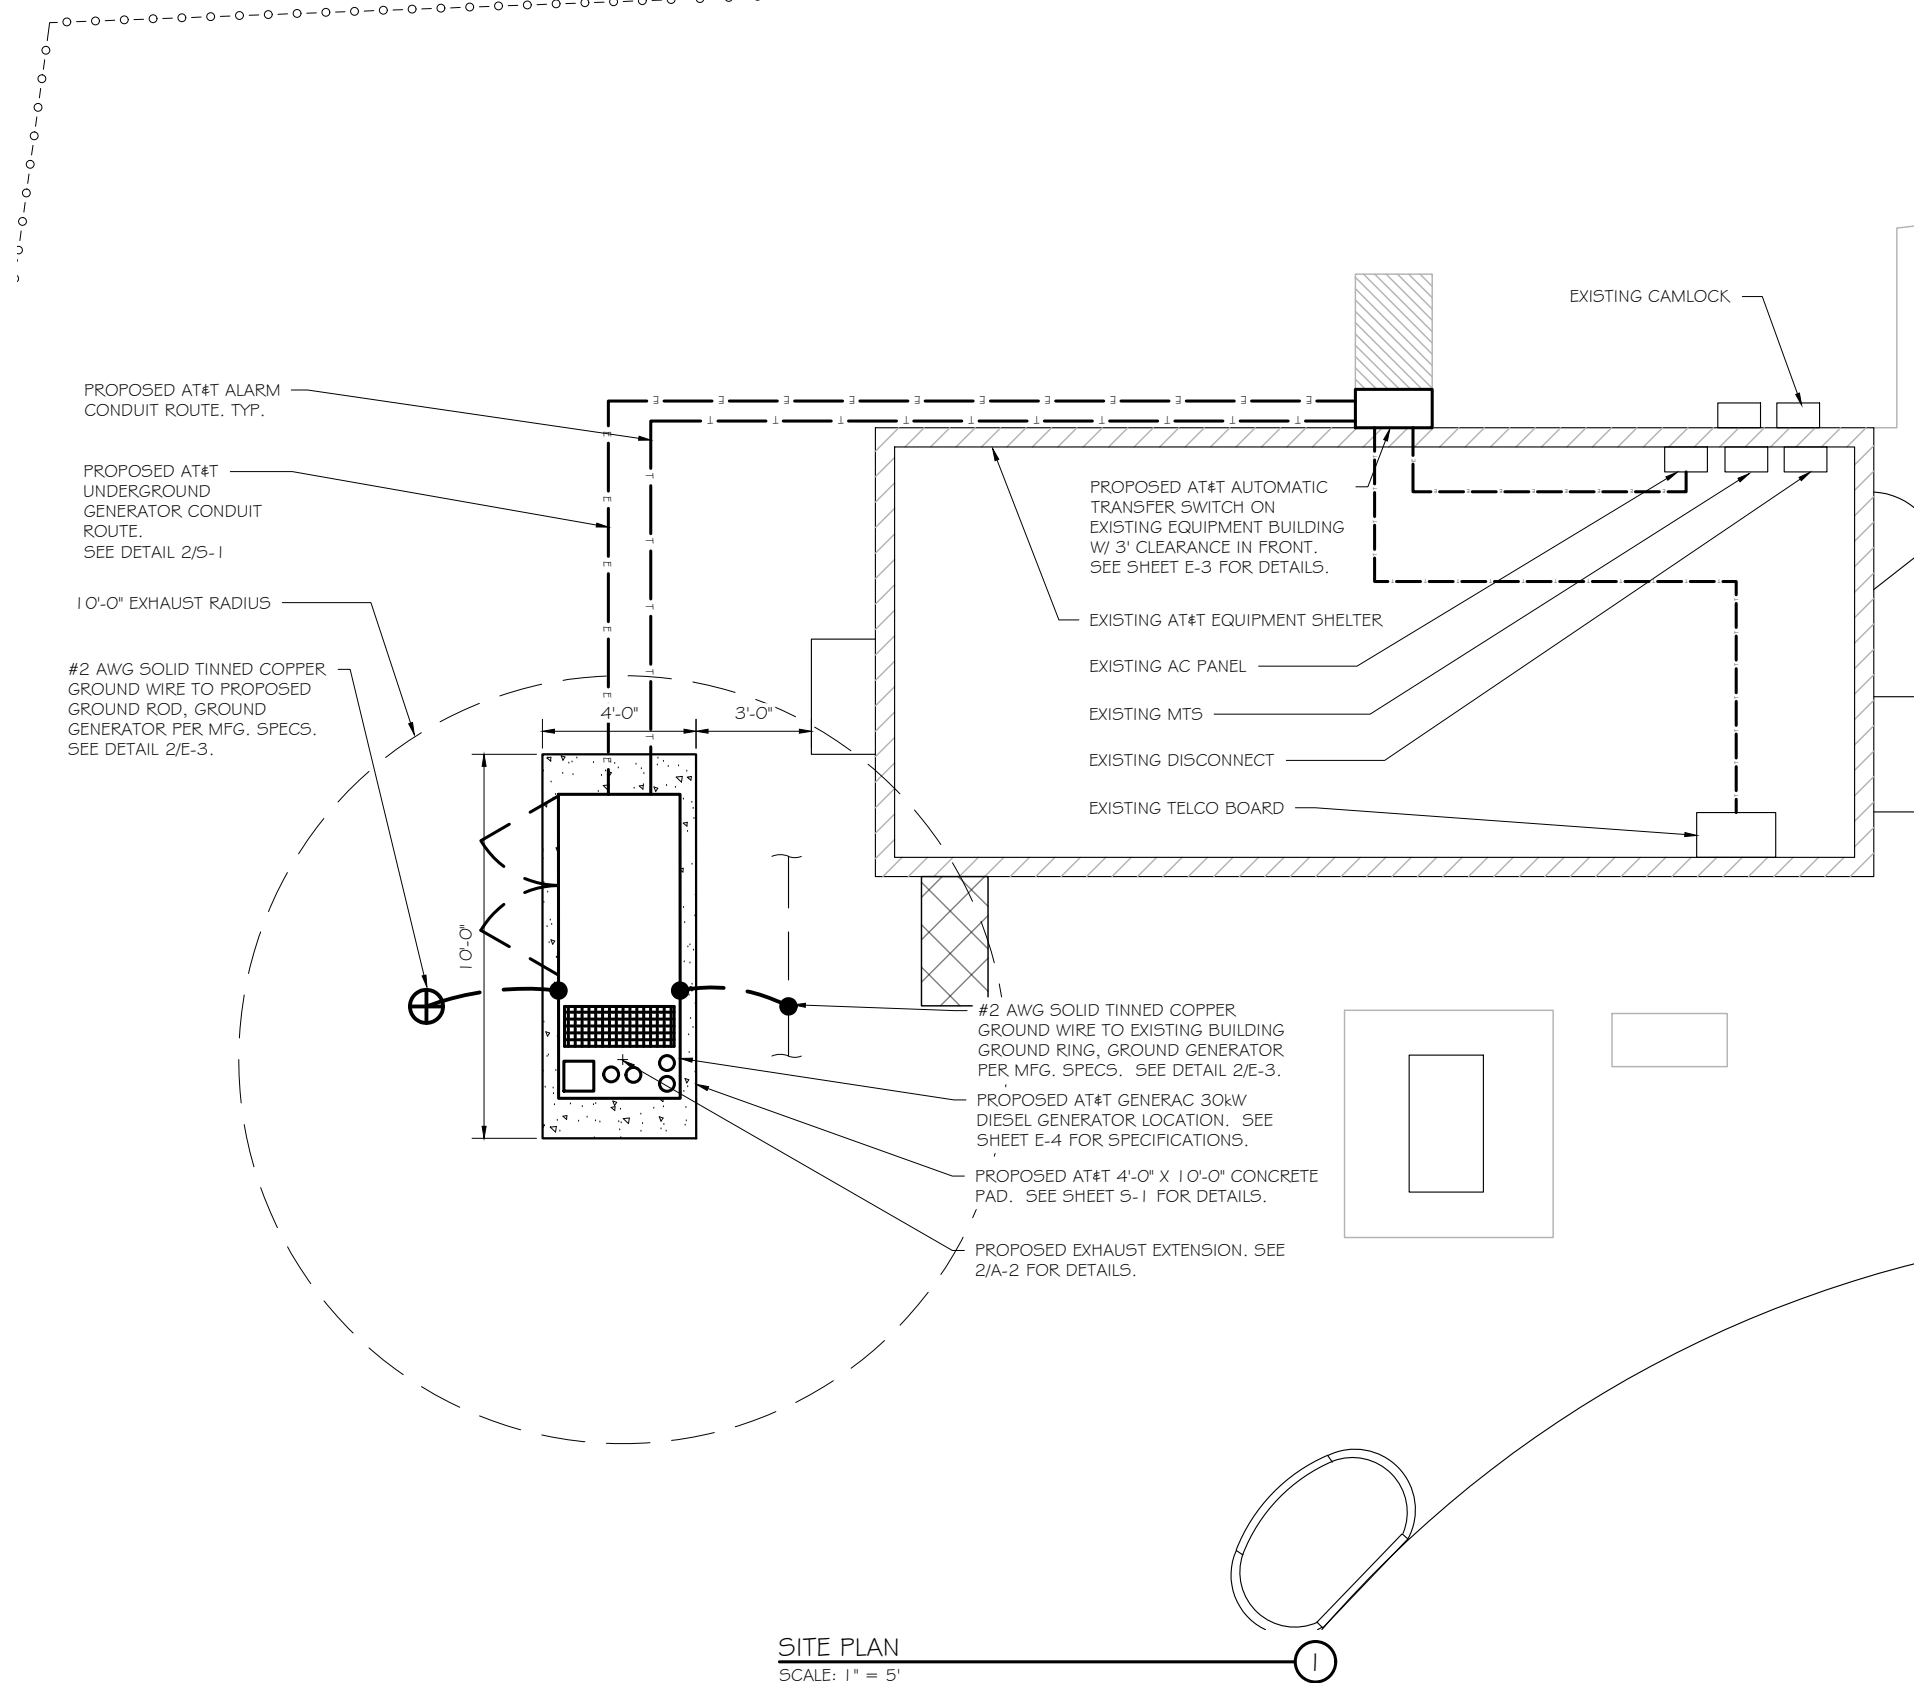 EXISTING CAMLOCK
PROPOSED AT&T ALARM
CONDUIT ROUTE. TYP.
PROPOSED AT&T
UNDERGROUND
GENERATOR CONDUIT
ROUTE.
SEE DETAIL 2/S-1
10'-0" EXHAUST RADIUS
#2 AWG SOLID TINNED COPPER
GROUND WIRE TO PROPOSED
GROUND ROD, GROUND
GENERATOR PER MFG. SPECS.
SEE DETAIL 2/E-3.
4'-0"
3'-0"
10'-0"
PROPOSED AT&T AUTOMATIC
TRANSFER SWITCH ON
EXISTING EQUIPMENT BUILDING
W/ 3' CLEARANCE IN FRONT.
SEE SHEET E-3 FOR DETAILS.
EXISTING AT&T EQUIPMENT SHELTER
EXISTING AC PANEL
EXISTING MTS
EXISTING DISCONNECT
EXISTING TELCO BOARD
#2 AWG SOLID TINNED COPPER
GROUND WIRE TO EXISTING BUILDING
GROUND RING, GROUND GENERATOR
PER MFG. SPECS. SEE DETAIL 2/E-3.
PROPOSED AT&T GENERAC 30kW
DIESEL GENERATOR LOCATION. SEE
SHEET E-4 FOR SPECIFICATIONS.
PROPOSED AT&T 4'-0" X 10'-0" CONCRETE
PAD. SEE SHEET S-1 FOR DETAILS.
PROPOSED EXHAUST EXTENSION. SEE
2/A-2 FOR DETAILS.
SITE PLAN
SCALE: 1" = 5'
1